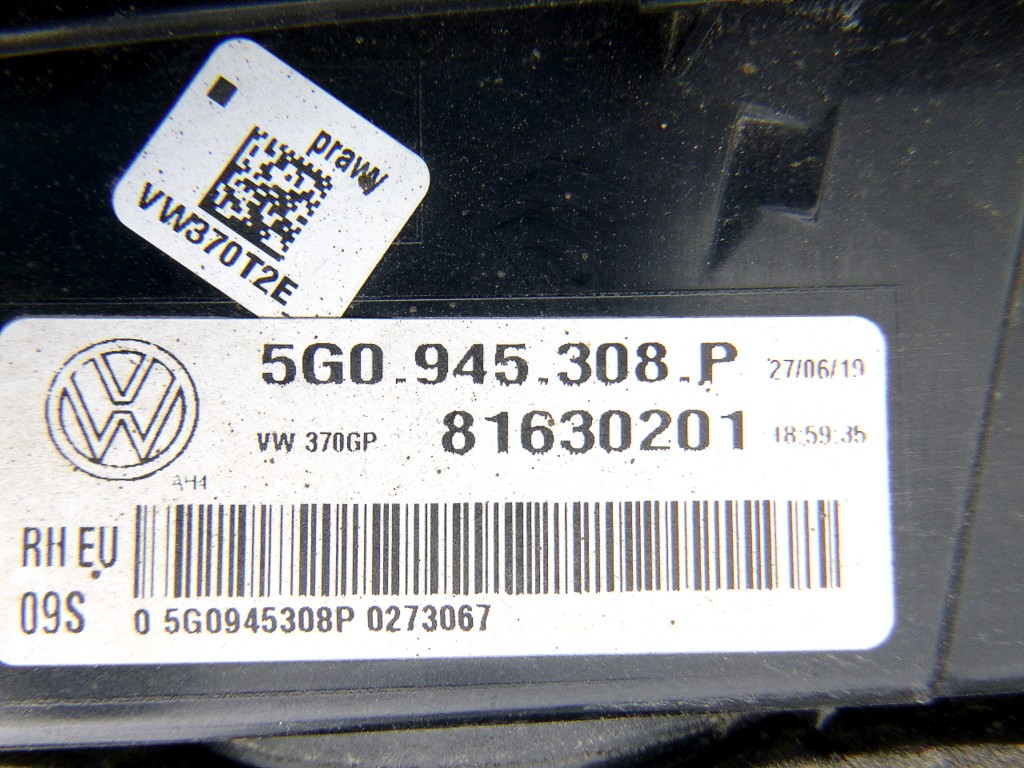 prawy
VW370T2E
5G0.945.308.P 27/06/19
VW 370GP 81630201 18:59:35
AH4
RH EU
09S
0 5G0945308P 0273067